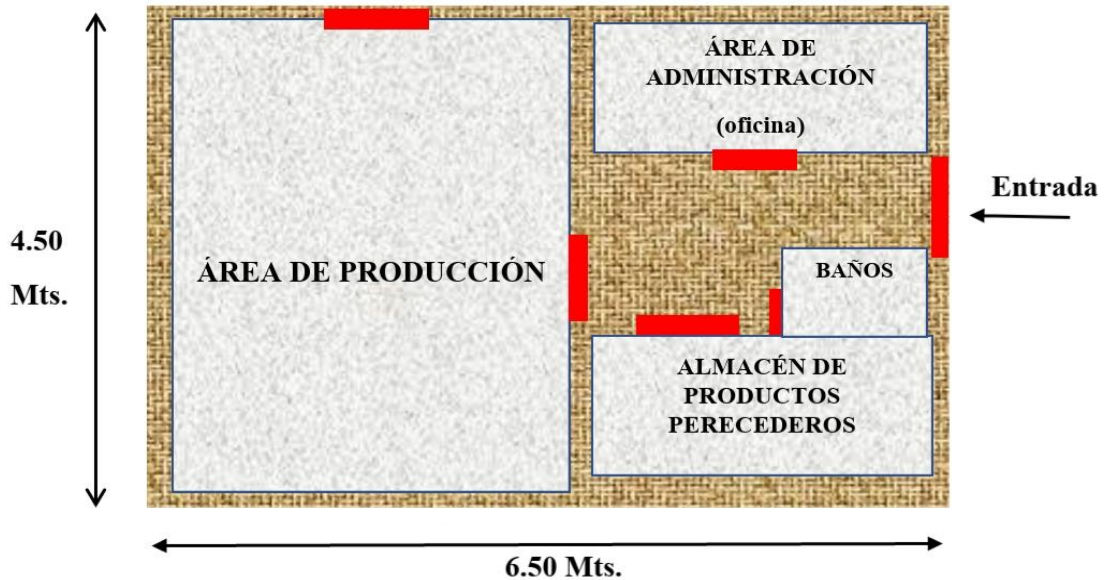 ÁREA DE
ADMINISTRACIÓN
(oficina)
Entrada
4.50
Mts.
ÁREA DE PRODUCCIÓN
BAÑOS
ALMACÉN DE
PRODUCTOS
PERECEDEROS
6.50 Mts.